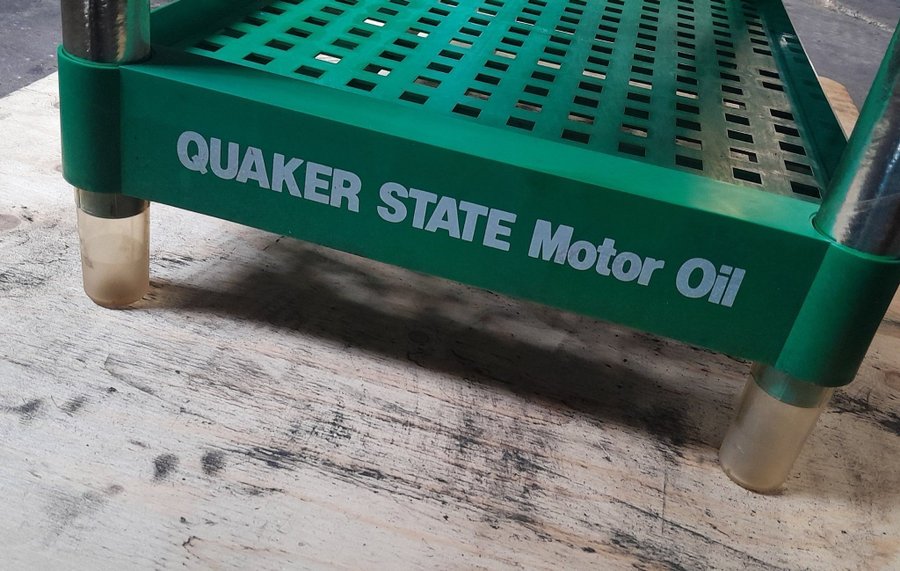 QUAKER STATE Motor Oil